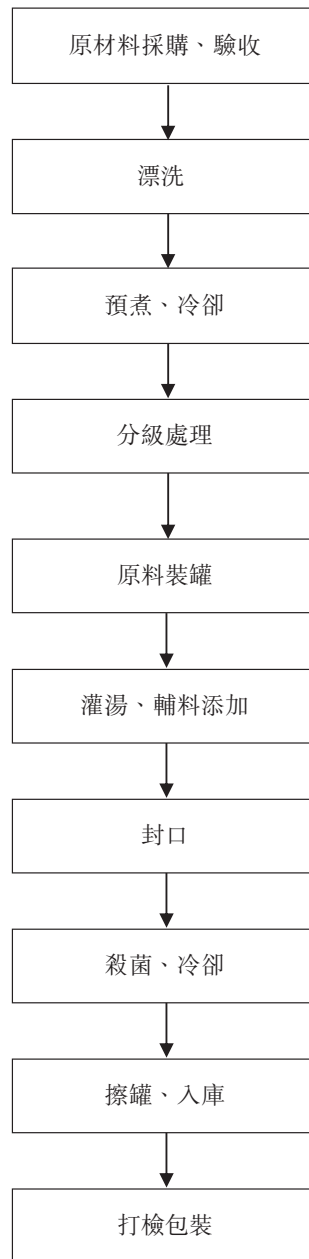 原材料採購、驗收
漂洗
預煮、冷卻
分級處理
原料裝罐
灌湯、輔料添加
封口
殺菌、冷卻
擦罐、入庫
打檢包裝